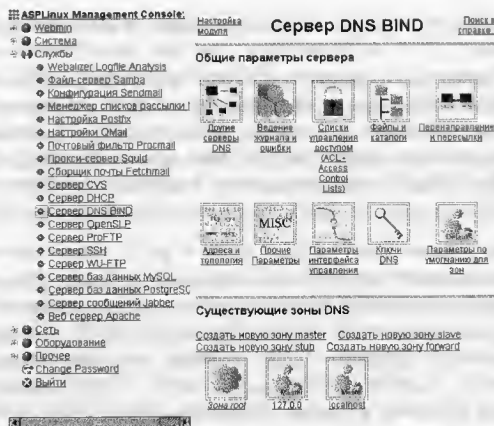 ASPLinux Management Console:
Webmin
Система
Службы
Webalizer Logfile Analysis
Файл-сервер Samba
Конфигурация Sendmail
Менеджер списков рассылки
Настройка Postfix
Настройки QMail
Почтовый фильтр Procmail
Прокси-сервер Squid
Сборщик почты Fetchmail
Сервер CVS
Сервер DHCP
Сервер DNS BIND
Сервер OpenSLP
Сервер ProFTP
Сервер SSH
Сервер WU-FTP
Сервер баз данных MySQL
Сервер баз данных PostgreSQ
Сервер сообщений Jabber
Веб сервер Apache
Сеть
Оборудование
Прочее
Change Password
Выйти
Настройка
модуля
Сервер DNS BIND
Поиск в
справке
Общие параметры сервера
Другие
серверы
DNS
Ведение
журнала и
ошибки
Списки
управления
доступом
(ACL -
Access
Control
Lists)
Файлы и
каталоги
Перенаправление
и пересылки
MISC
Адреса и
топология
Прочие
Параметры
Параметры
интерфейса
управления
Ключи
DNS
Параметры по
умолчанию для
зон
Существующие зоны DNS
Создать новую зону master Создать новую зону slave
Создать новую зону stub Создать новую зону forward
Зона root
127.0.0
localhost